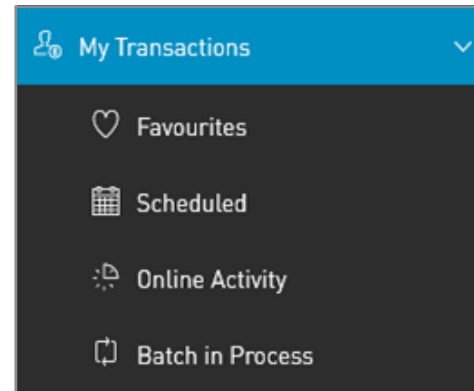 My Transactions
Favourites
Scheduled
Online Activity
Batch in Process